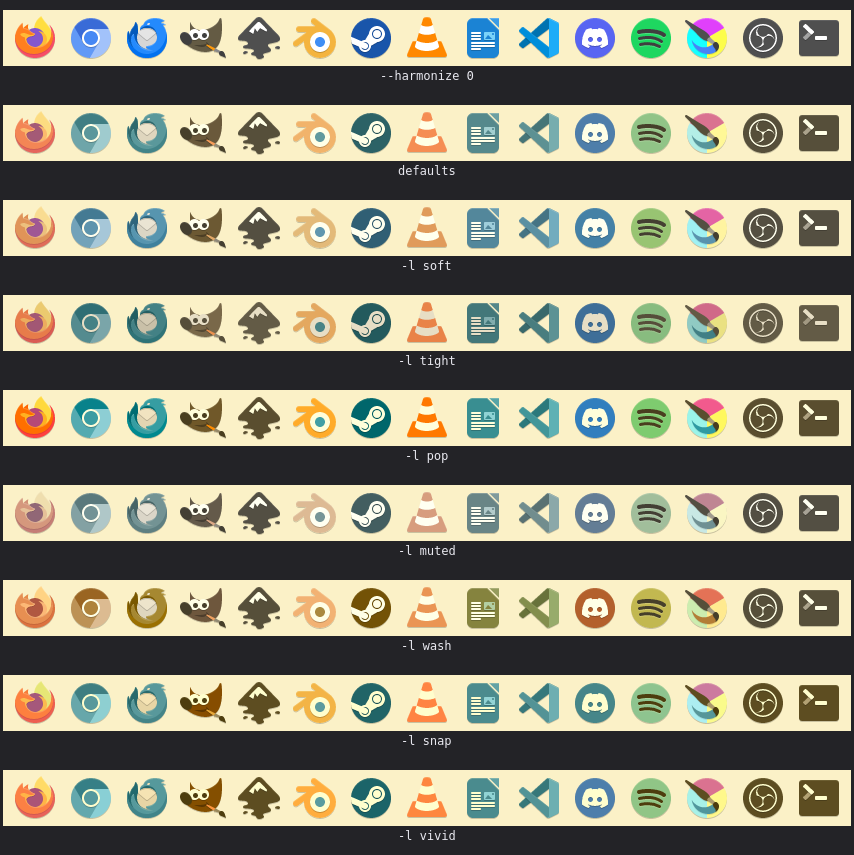 --harmonize 0
defaults
-l soft
-l tight
-l pop
-l muted
-l wash
-l snap
-l vivid